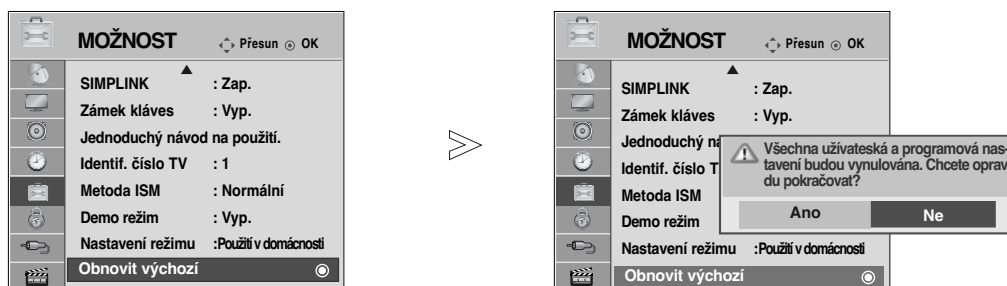 MOŽNOST Přesun OK
SIMPLINK : Zap.
Zámek kláves : Vyp.
Jednoduchý návod na použití.
Identif. číslo TV : 1
Metoda ISM : Normální
Demo režim : Vyp.
Nastavení režimu :Použití v domácnosti
Obnovit výchozí
MOŽNOST Přesun OK
SIMPLINK : Zap.
Zámek kláves : Vyp.
Jednoduchý ná
Identif. číslo T
Metoda ISM
Demo režim
Nastavení režimu :Použití v domácnosti
Obnovit výchozí
Všechna užívateská a programová nas-
tavení budou vynulována. Chcete oprav
du pokračovat?
Ano Ne